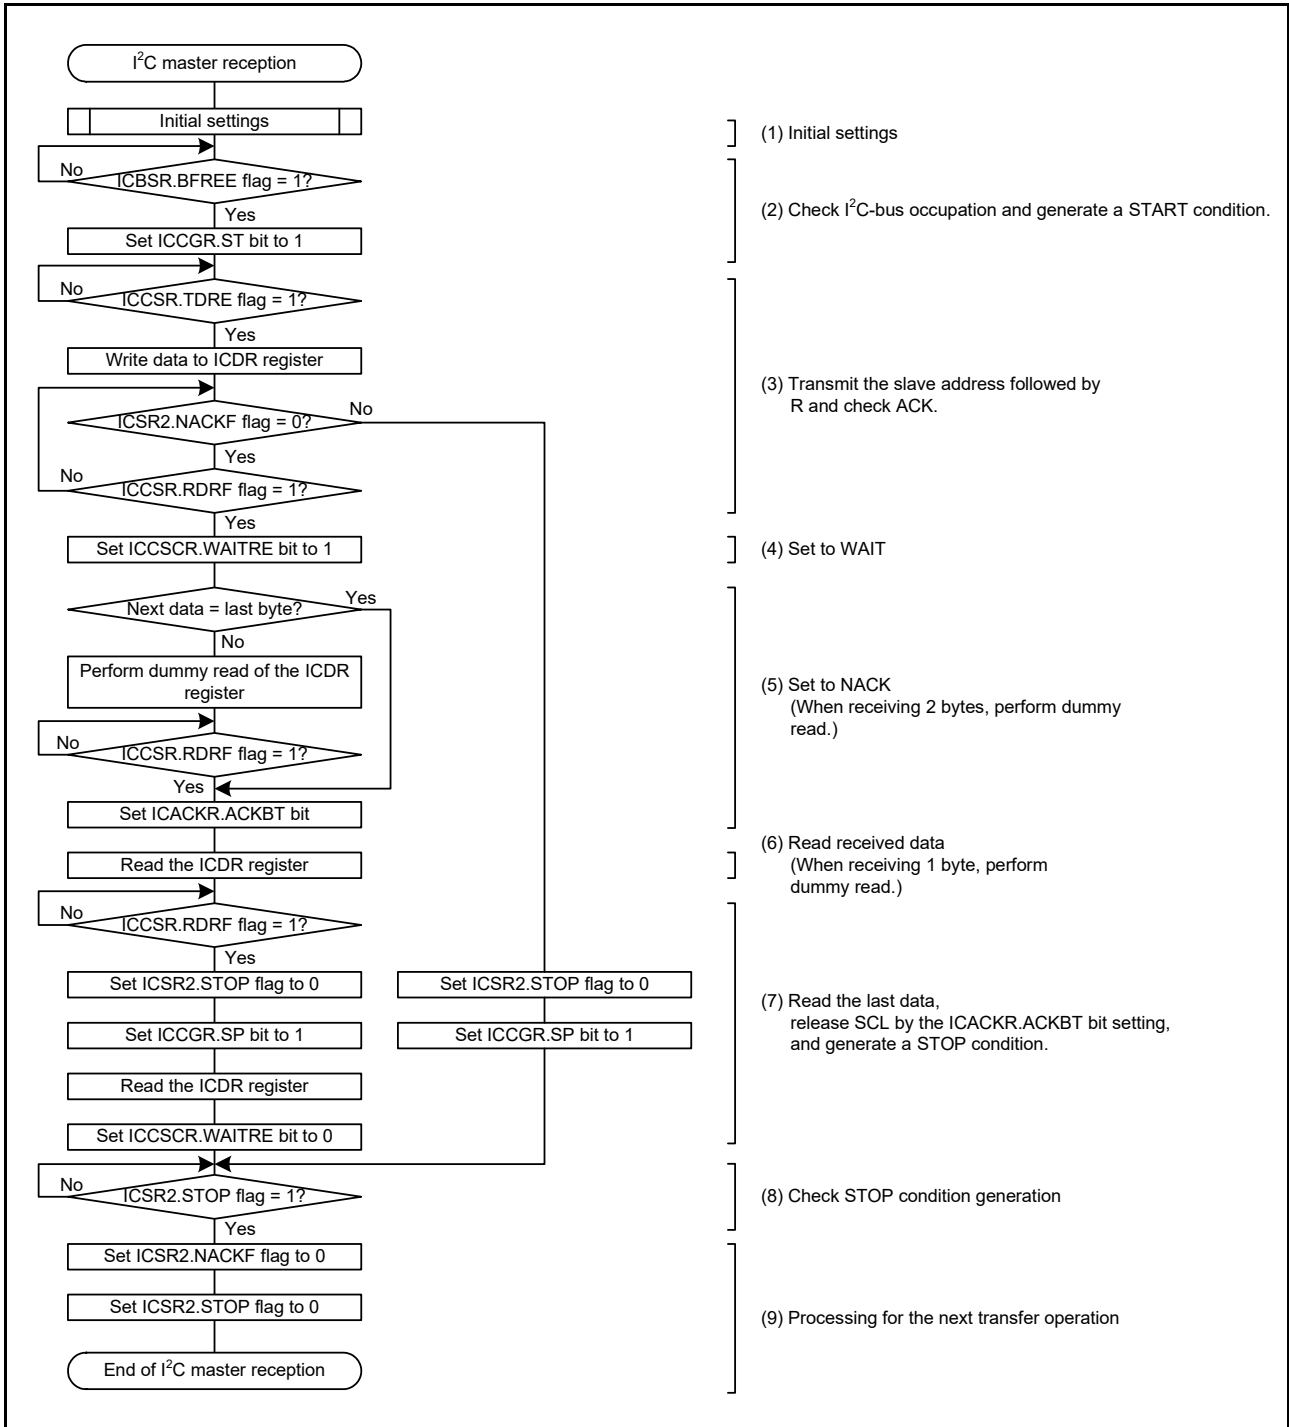 I²C master reception
Initial settings
(1) Initial settings
No
ICBSR.BFREE flag = 1?
Yes
Set ICCGR.ST bit to 1
(2) Check I²C-bus occupation and generate a START condition.
No
ICCSR.TDRE flag = 1?
Yes
Write data to ICDR register
No
ICSR2.NACKF flag = 0?
Yes
No
ICCSR.RDRF flag = 1?
Yes
(3) Transmit the slave address followed by
R and check ACK.
Set ICCSCR.WAITRE bit to 1
(4) Set to WAIT
Yes
Next data = last byte?
No
Perform dummy read of the ICDR
register
No
ICCSR.RDRF flag = 1?
Yes
Set ICACKR.ACKBT bit
(5) Set to NACK
(When receiving 2 bytes, perform dummy
read.)
Read the ICDR register
(6) Read received data
(When receiving 1 byte, perform
dummy read.)
No
ICCSR.RDRF flag = 1?
Yes
Set ICSR2.STOP flag to 0
Set ICSR2.STOP flag to 0
Set ICCGR.SP bit to 1
Set ICCGR.SP bit to 1
Read the ICDR register
Set ICCSCR.WAITRE bit to 0
(7) Read the last data,
release SCL by the ICACKR.ACKBT bit setting,
and generate a STOP condition.
No
ICSR2.STOP flag = 1?
Yes
(8) Check STOP condition generation
Set ICSR2.NACKF flag to 0
Set ICSR2.STOP flag to 0
(9) Processing for the next transfer operation
End of I²C master reception